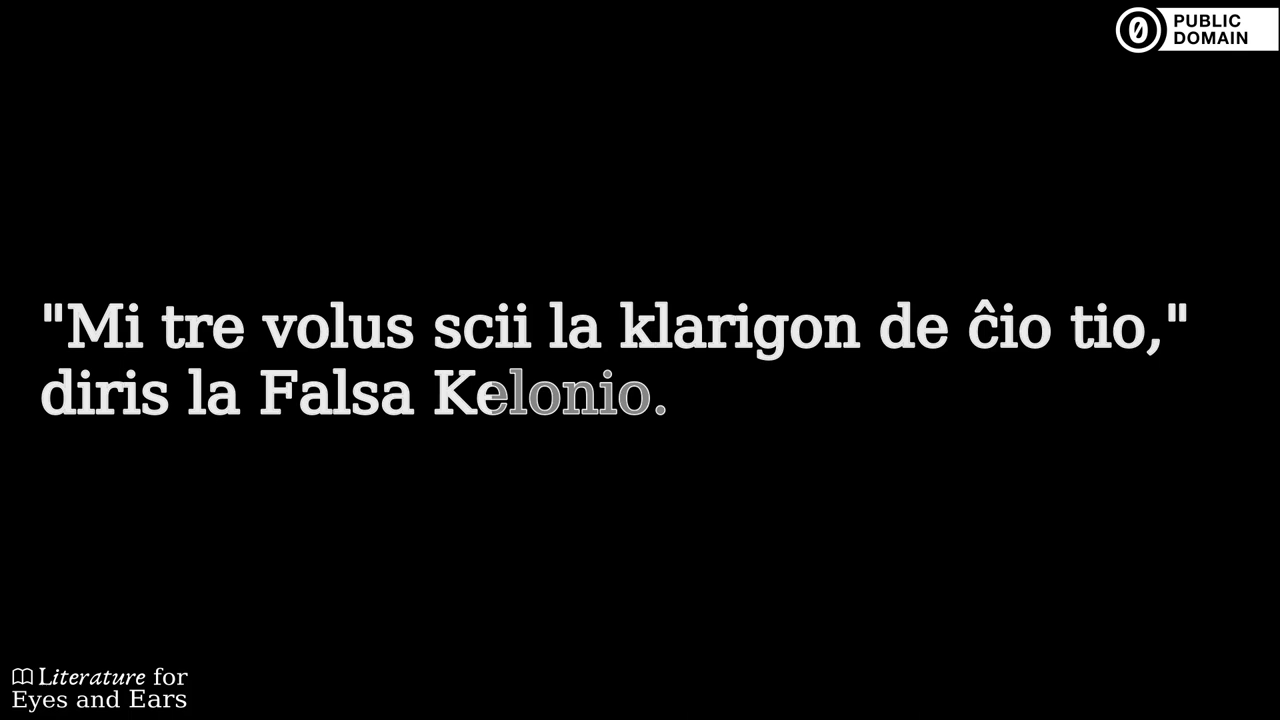 PUBLIC
DOMAIN
"Mi tre volus scii la klarigon de ĉio tio,"
diris la Falsa Kelonio.
Literature for
Eyes and Ears